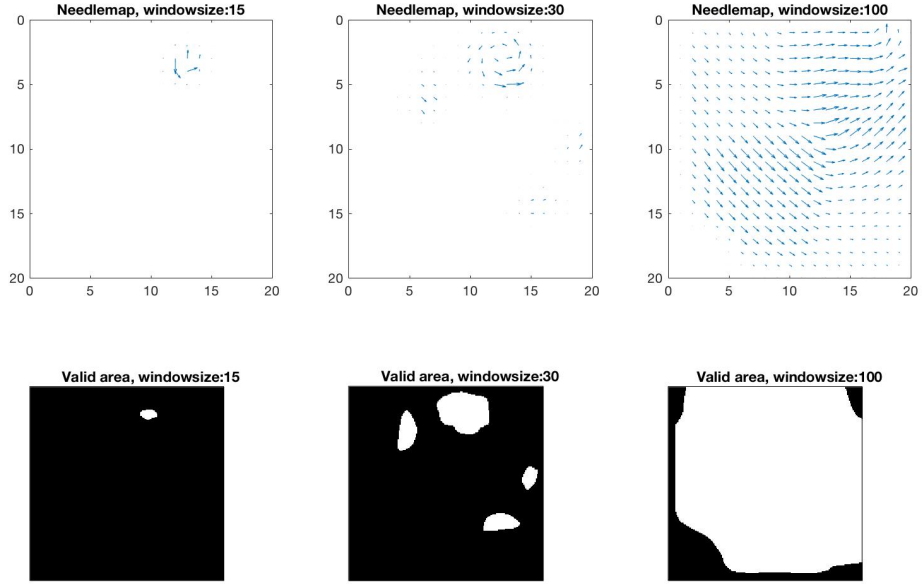 Needlemap, windowsize:15
0
5
10
15
20
0 5 10 15 20
Needlemap, windowsize:30
0
5
10
15
20
0 5 10 15 20
Needlemap, windowsize:100
0
5
10
15
20
0 5 10 15 20
Valid area, windowsize:15
Valid area, windowsize:30
Valid area, windowsize:100